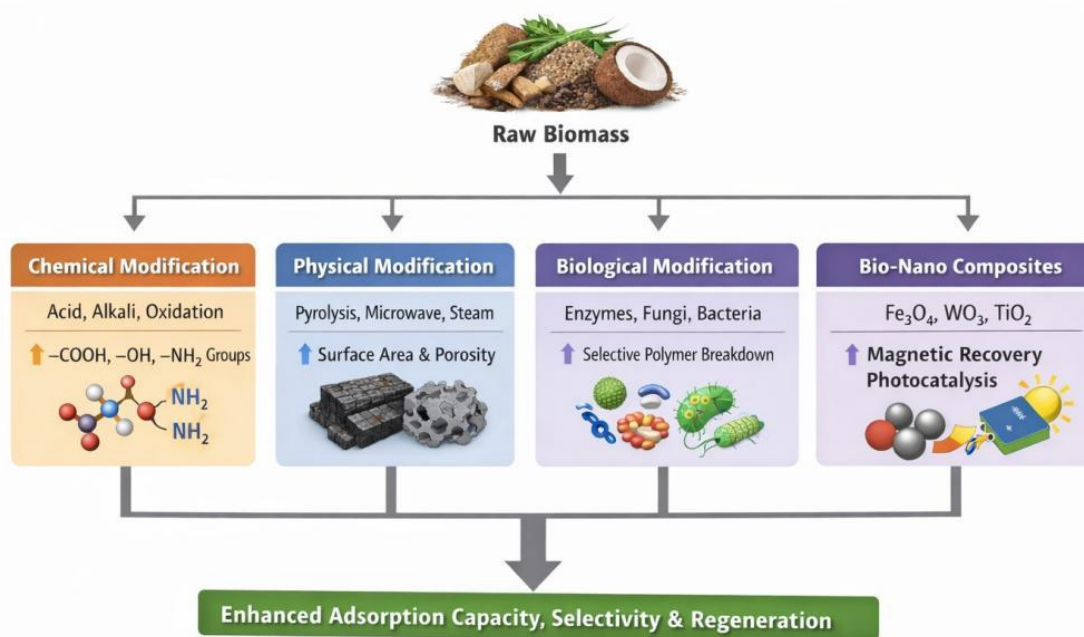 Raw Biomass
Chemical Modification
Acid, Alkali, Oxidation
–COOH, –OH, –NH₂ Groups
NH₂
NH₂
Physical Modification
Pyrolysis, Microwave, Steam
Surface Area & Porosity
Biological Modification
Enzymes, Fungi, Bacteria
Selective Polymer Breakdown
Bio-Nano Composites
Fe₃O₄, WO₃, TiO₂
Magnetic Recovery
Photocatalysis
Enhanced Adsorption Capacity, Selectivity & Regeneration